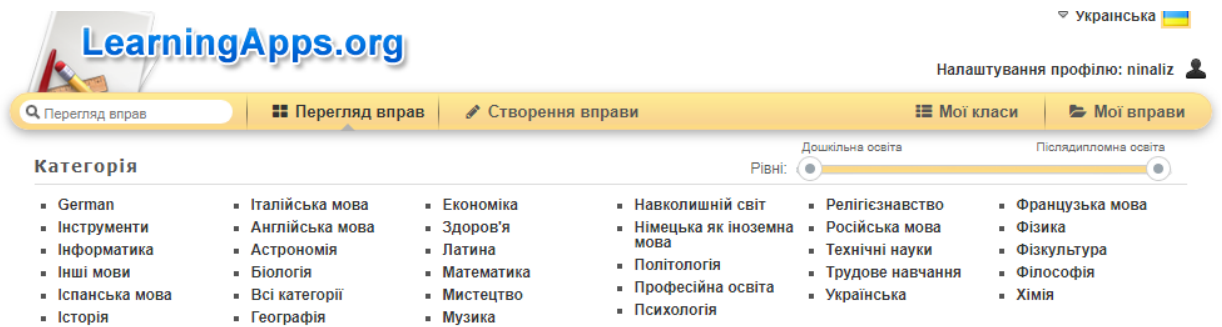 Українська
LearningApps.org
Налаштування профілю: ninaliz
Перегляд вправ
Перегляд вправ
Створення вправи
Мої класи
Мої вправи
Категорія
Рівні:
Дошкільна освіта
Післядипломна освіта
German
Інструменти
Інформатика
Інші мови
Іспанська мова
Історія
Італійська мова
Англійська мова
Астрономія
Біологія
Всі категорії
Географія
Економіка
Здоров'я
Латина
Математика
Мистецтво
Музика
Навколишній світ
Німецька як іноземна
мова
Політологія
Професійна освіта
Психологія
Релігієзнавство
Російська мова
Технічні науки
Трудове навчання
Українська
Французька мова
Фізика
Фізкультура
Філософія
Хімія